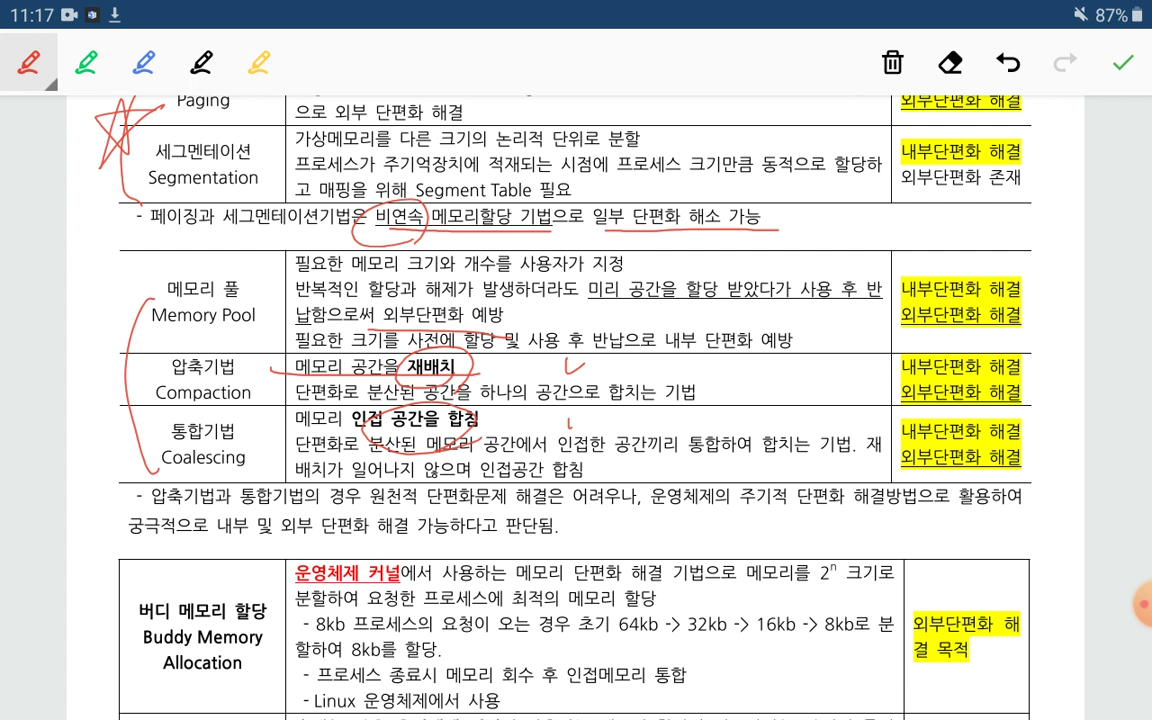 11:17
87%
Paging
으로 외부 단편화 해결
외부단편화 해결
세그멘테이션
Segmentation
가상메모리를 다른 크기의 논리적 단위로 분할
프로세스가 주기억장치에 적재되는 시점에 프로세스 크기만큼 동적으로 할당하
고 매핑을 위해 Segment Table 필요
내부단편화 해결
외부단편화 존재
- 페이징과 세그멘테이션기법은 비연속 메모리할당 기법으로 일부 단편화 해소 가능
메모리 풀
Memory Pool
필요한 메모리 크기와 개수를 사용자가 지정
반복적인 할당과 해제가 발생하더라도 미리 공간을 할당 받았다가 사용 후 반
납함으로써 외부단편화 예방
필요한 크기를 사전에 할당 및 사용 후 반납으로 내부 단편화 예방
내부단편화 해결
외부단편화 해결
압축기법
Compaction
메모리 공간을 재배치
단편화로 분산된 공간을 하나의 공간으로 합치는 기법
내부단편화 해결
외부단편화 해결
통합기법
Coalescing
메모리 인접 공간을 합침
단편화로 분산된 메모리 공간에서 인접한 공간끼리 통합하여 합치는 기법. 재
배치가 일어나지 않으며 인접공간 합침
내부단편화 해결
외부단편화 해결
- 압축기법과 통합기법의 경우 원천적 단편화문제 해결은 어려우나, 운영체제의 주기적 단편화 해결방법으로 활용하여
궁극적으로 내부 및 외부 단편화 해결 가능하다고 판단됨.
버디 메모리 할당
Buddy Memory
Allocation
운영체제 커널에서 사용하는 메모리 단편화 해결 기법으로 메모리를 2ⁿ 크기로
분할하여 요청한 프로세스에 최적의 메모리 할당
- 8kb 프로세스의 요청이 오는 경우 초기 64kb -> 32kb -> 16kb -> 8kb로 분
할하여 8kb를 할당.
- 프로세스 종료시 메모리 회수 후 인접메모리 통합
- Linux 운영체제에서 사용
외부단편화 해
결 목적